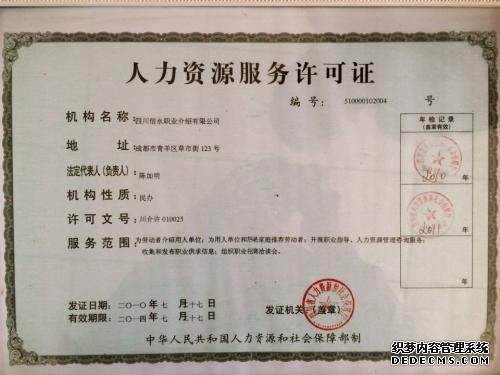 人力资源服务许可证
编号: 510000102004 号
机构名称: 四川倍永职业介绍有限公司
地址: 成都市青羊区草市街123号
法定代表人(负责人) 陈加明
机构性质: 民办
许可文号: 川介许010025
服务范围: 为劳动者介绍用人单位;为用人单位和居民家庭推荐劳动者;开展职业指导、人力资源管理咨询服务;
收集和发布职业供求信息;组织职业招聘洽谈会。
年检记录
(盖章有效)
2010 年
2011 年
年
发证日期:二〇一〇年七月二十七日
有效期限:二〇一四年七月二十七日
发证机关:(盖章)
中华人民共和国人力资源和社会保障部制
织梦内容管理系统
DEDECMS.COM